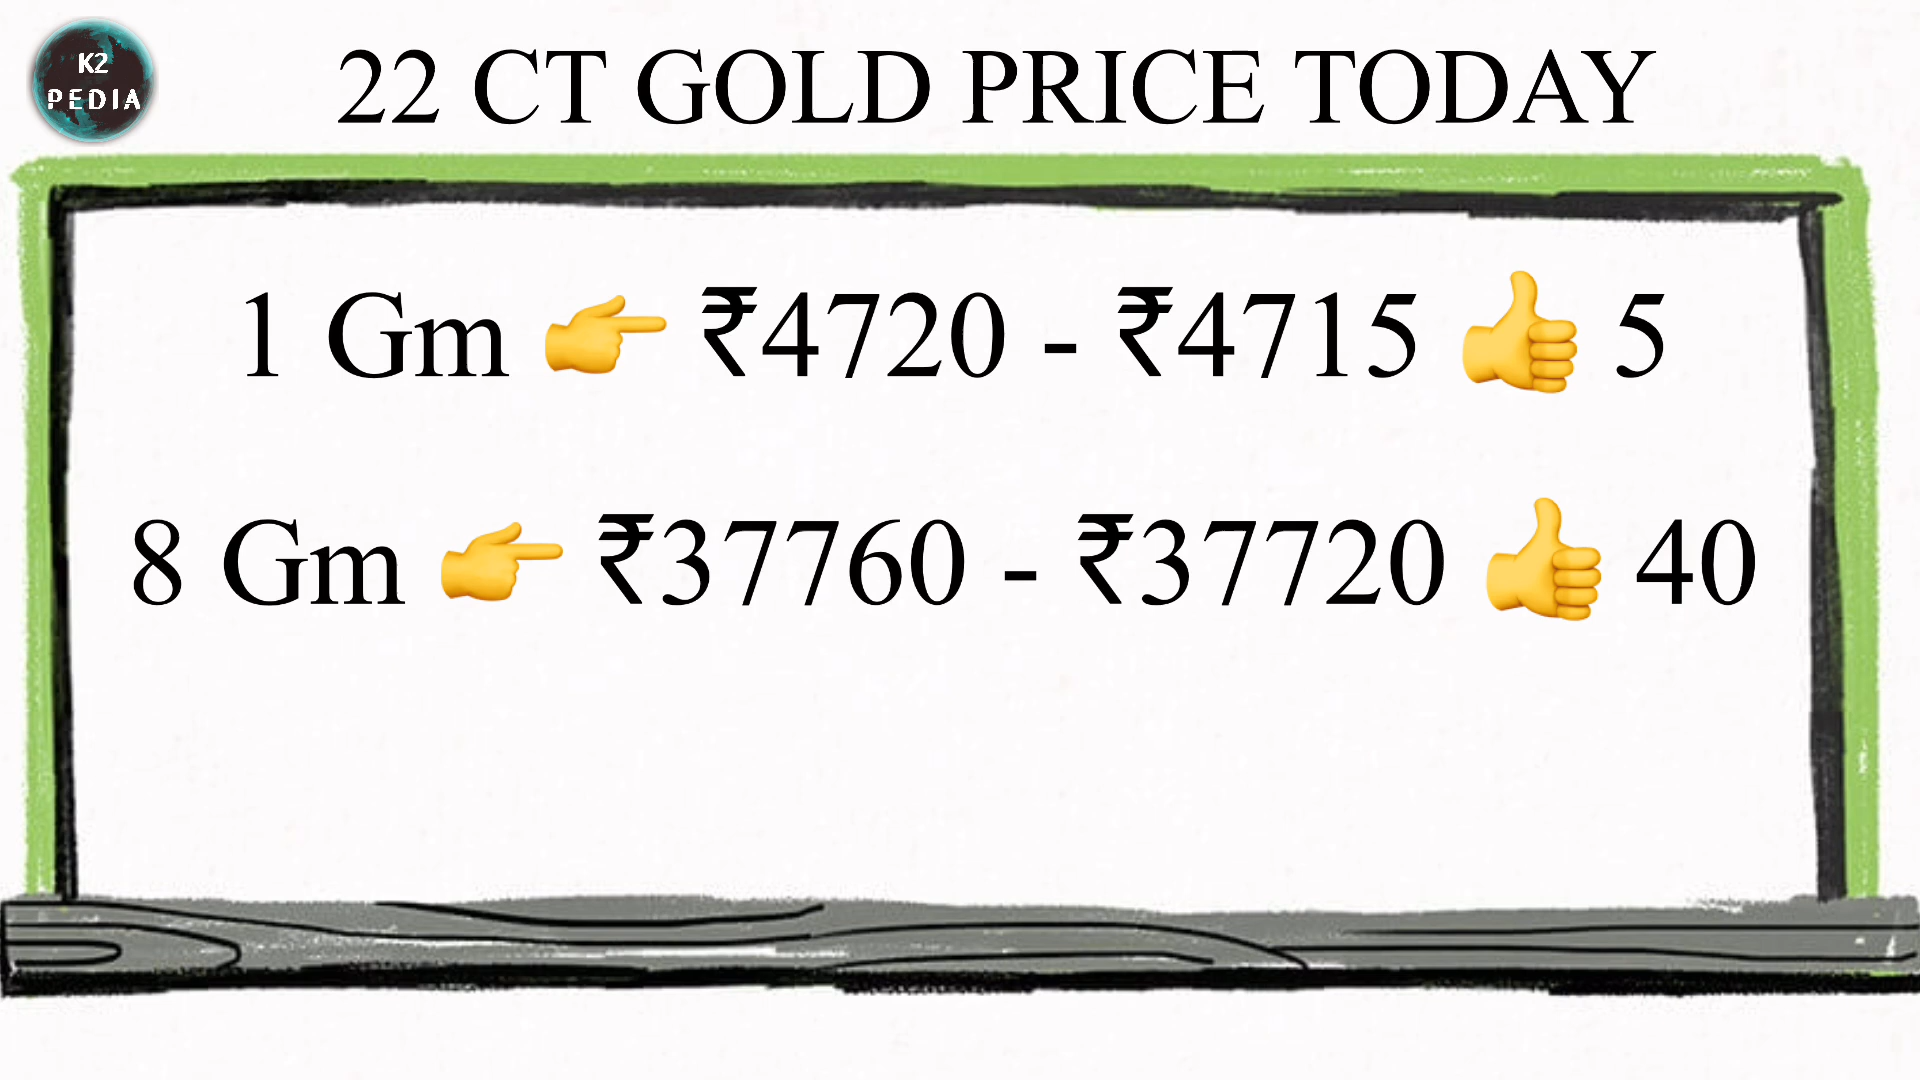 K2
PEDIA
22 CT GOLD PRICE TODAY
1 Gm 👉 ₹4720 - ₹4715 👍 5
8 Gm 👉 ₹37760 - ₹37720 👍 40